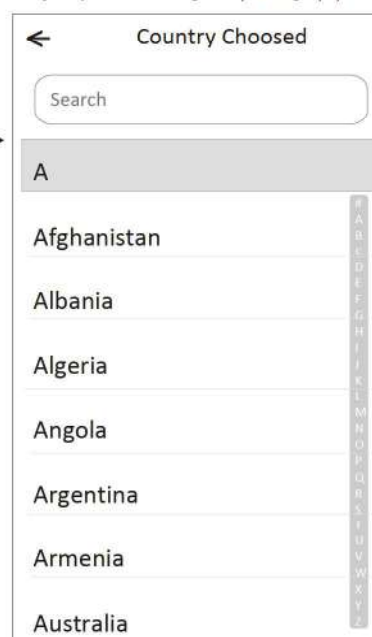 Country Choosed
Search
A
Afghanistan
Albania
Algeria
Angola
Argentina
Armenia
Australia
#
A
B
C
D
E
F
G
H
I
J
K
L
M
N
O
P
Q
R
S
T
U
V
W
X
Y
Z